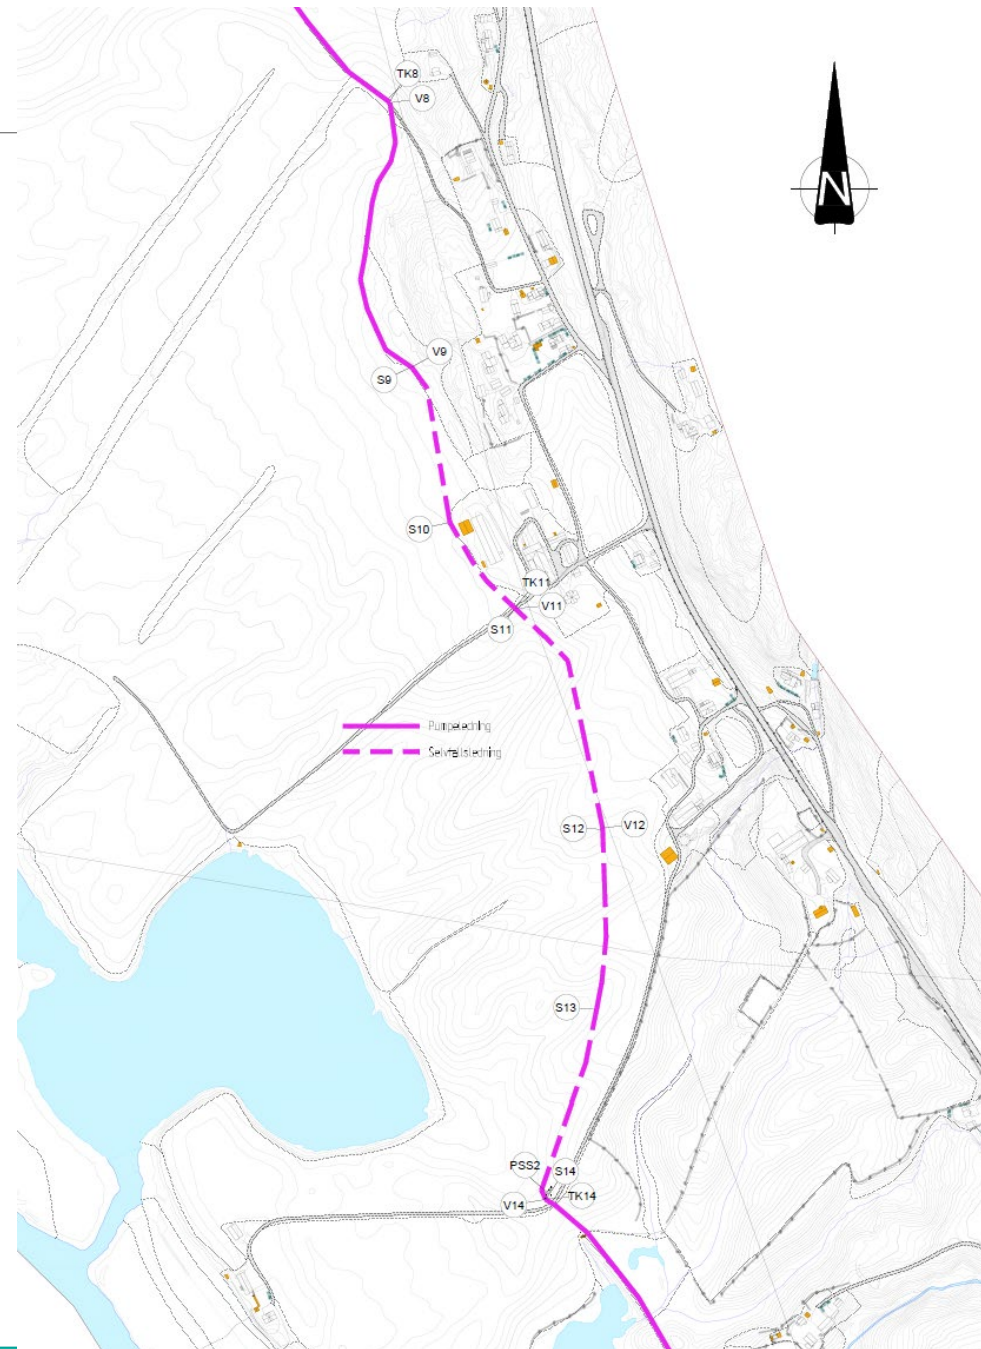 TK8
V8
N
V9
S9
S10
TK11
V11
S11
Pumpeledning
Selvfallsledning
S12
V12
S13
PSS2
S14
V14
TK14